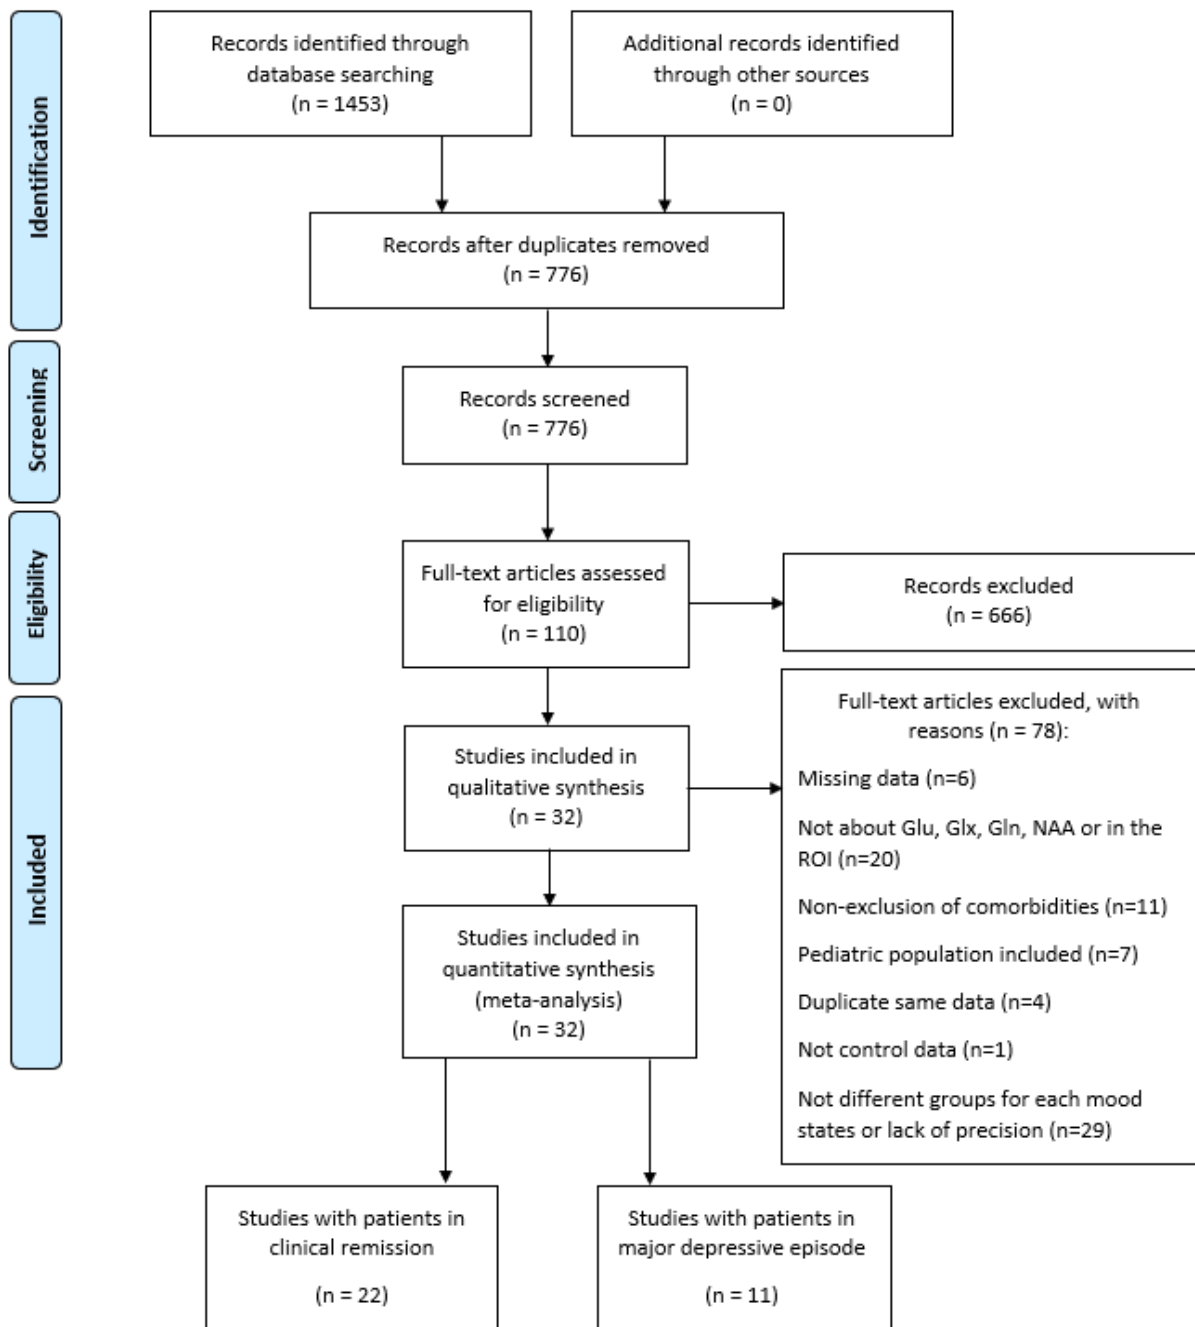 Identification
Records identified through
database searching
(n = 1453)
Additional records identified
through other sources
(n = 0)
Records after duplicates removed
(n = 776)
Screening
Records screened
(n = 776)
Eligibility
Full-text articles assessed
for eligibility
(n = 110)
Records excluded
(n = 666)
Included
Studies included in
qualitative synthesis
(n = 32)
Full-text articles excluded, with
reasons (n = 78):
Missing data (n=6)
Not about Glu, Glx, Gln, NAA or in the
ROI (n=20)
Non-exclusion of comorbidities (n=11)
Pediatric population included (n=7)
Duplicate same data (n=4)
Not control data (n=1)
Not different groups for each mood
states or lack of precision (n=29)
Studies included in
quantitative synthesis
(meta-analysis)
(n = 32)
Studies with patients in
clinical remission
(n = 22)
Studies with patients in
major depressive episode
(n = 11)